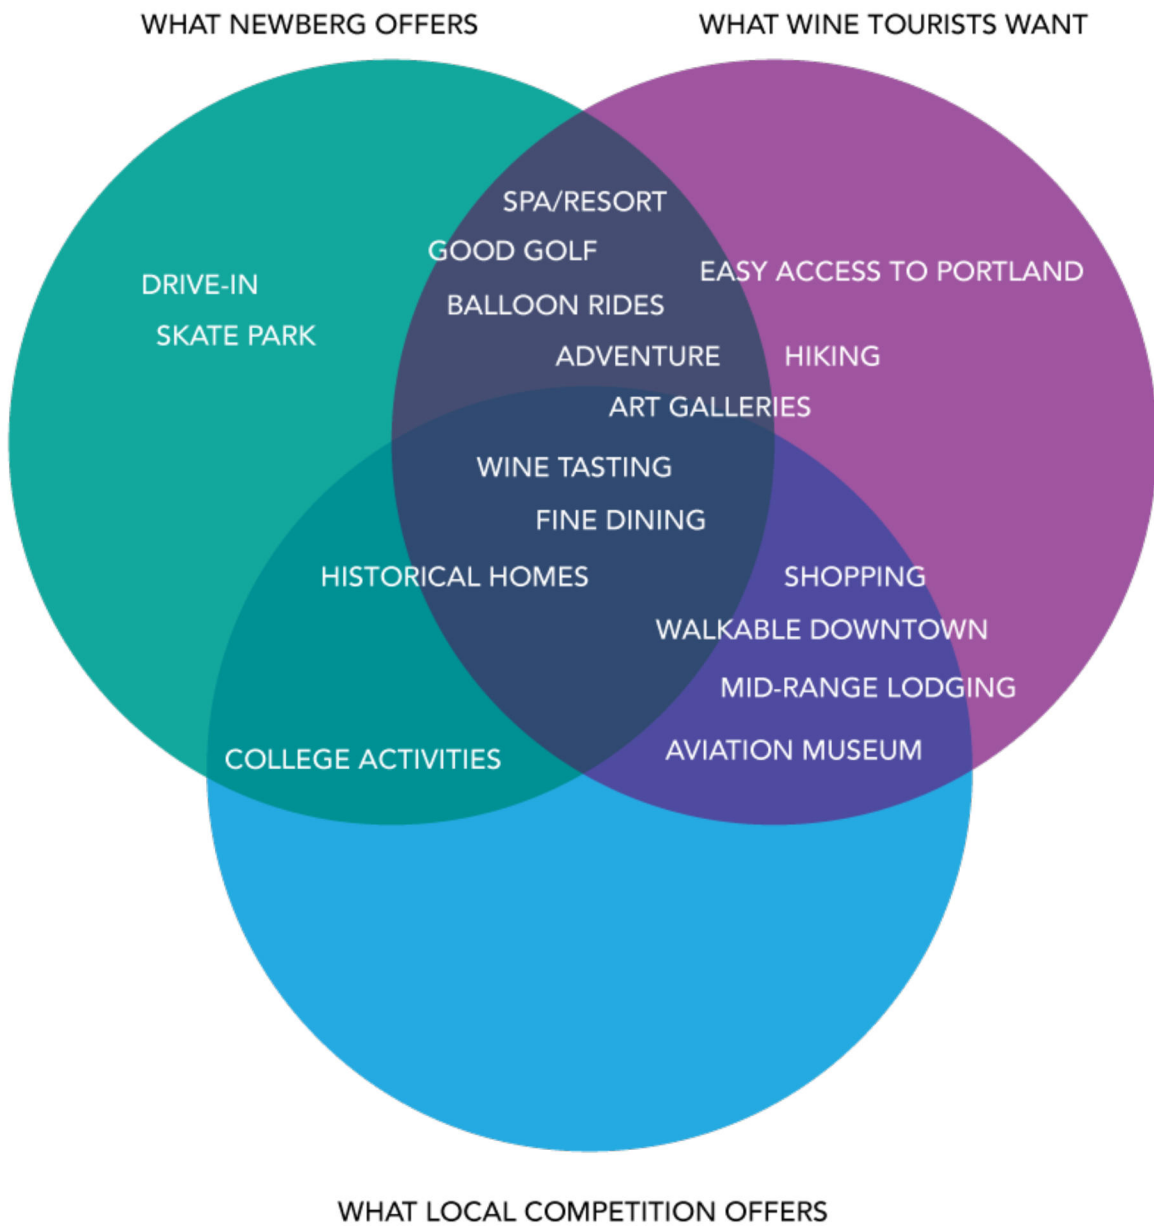 WHAT NEWBERG OFFERS
WHAT WINE TOURISTS WANT
SPA/RESORT
GOOD GOLF
EASY ACCESS TO PORTLAND
DRIVE-IN
BALLOON RIDES
SKATE PARK
ADVENTURE
HIKING
ART GALLERIES
WINE TASTING
FINE DINING
HISTORICAL HOMES
SHOPPING
WALKABLE DOWNTOWN
MID-RANGE LODGING
AVIATION MUSEUM
COLLEGE ACTIVITIES
WHAT LOCAL COMPETITION OFFERS